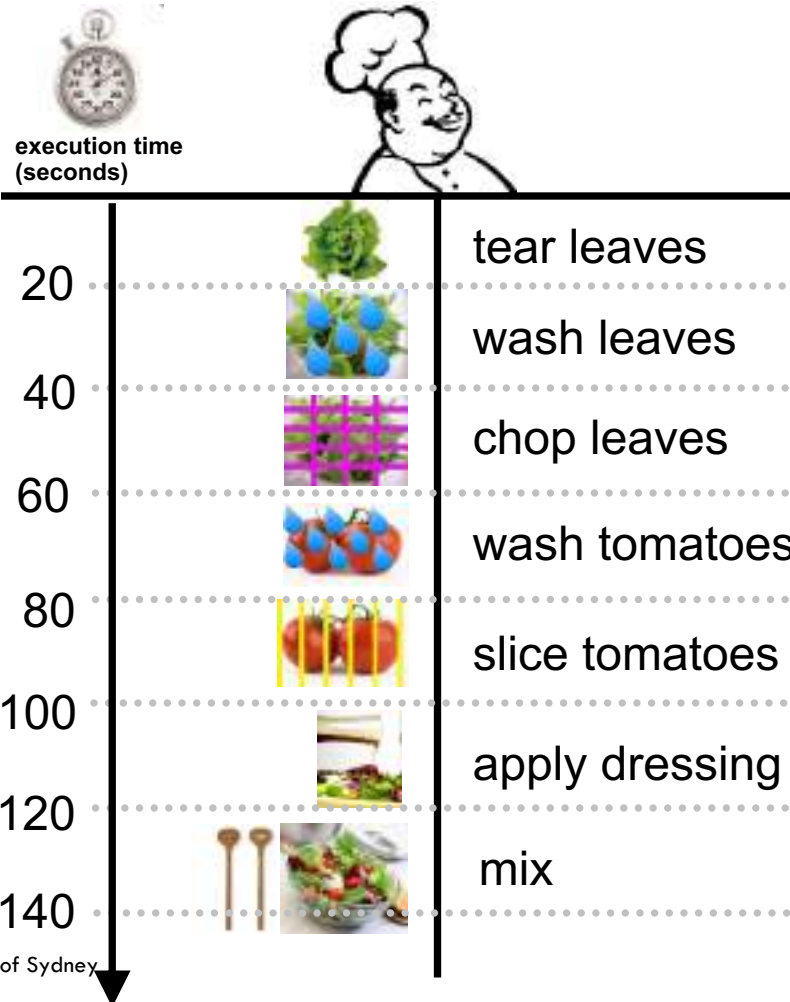 execution time
(seconds)
tear leaves
20
wash leaves
40
chop leaves
60
wash tomatoes
80
slice tomatoes
100
apply dressing
120
mix
140
of Sydney